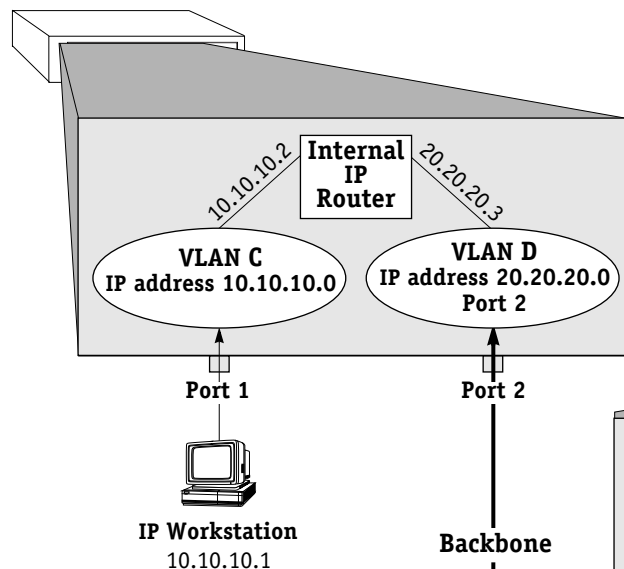 Internal
IP
Router
10.10.10.2
20.20.20.3
VLAN C
IP address 10.10.10.0
VLAN D
IP address 20.20.20.0
Port 2
Port 1
Port 2
IP Workstation
10.10.10.1
Backbone